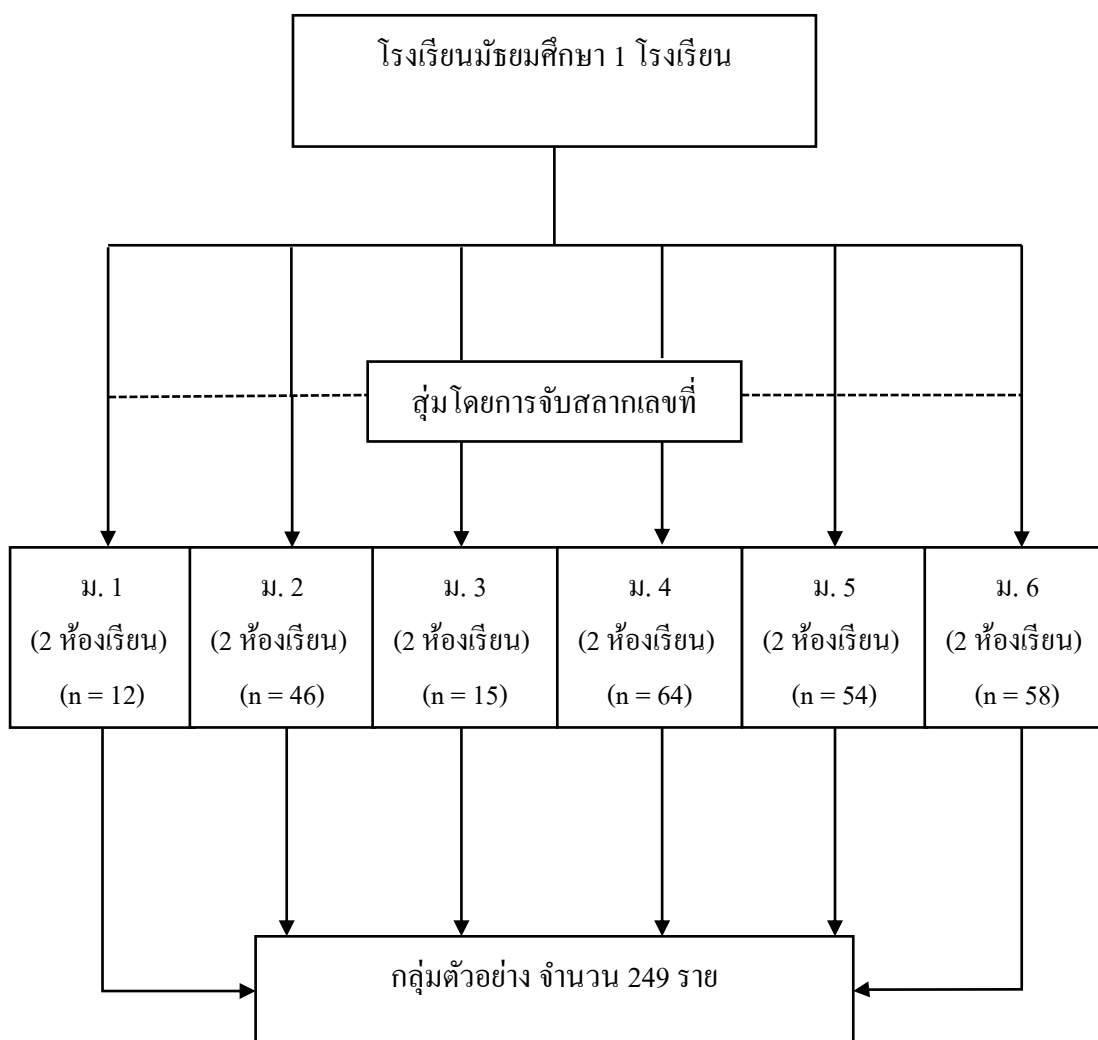 โรงเรียนมัธยมศึกษา 1 โรงเรียน
สุ่มโดยการจับสลากเลขที่
ม. 1
(2 ห้องเรียน)
(n = 12)
ม. 2
(2 ห้องเรียน)
(n = 46)
ม. 3
(2 ห้องเรียน)
(n = 15)
ม. 4
(2 ห้องเรียน)
(n = 64)
ม. 5
(2 ห้องเรียน)
(n = 54)
ม. 6
(2 ห้องเรียน)
(n = 58)
กลุ่มตัวอย่าง จำนวน 249 ราย